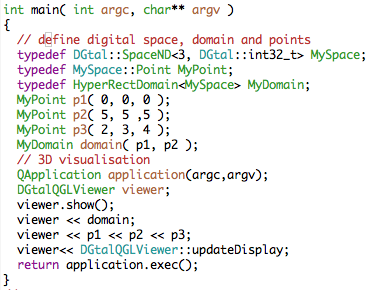 int main( int argc, char** argv )
{
  // define digital space, domain and points
  typedef DGtal::SpaceND<3, DGtal::int32_t> MySpace;
  typedef MySpace::Point MyPoint;
  typedef HyperRectDomain<MySpace> MyDomain;
  MyPoint p1( 0, 0, 0 );
  MyPoint p2( 5, 5 ,5 );
  MyPoint p3( 2, 3, 4 );
  MyDomain domain( p1, p2 );
  // 3D visualisation
  QApplication application(argc,argv);
  DGtalQGLViewer viewer;
  viewer.show();
  viewer << domain;
  viewer << p1 << p2 << p3;
  viewer<< DGtalQGLViewer::updateDisplay;
  return application.exec();
}